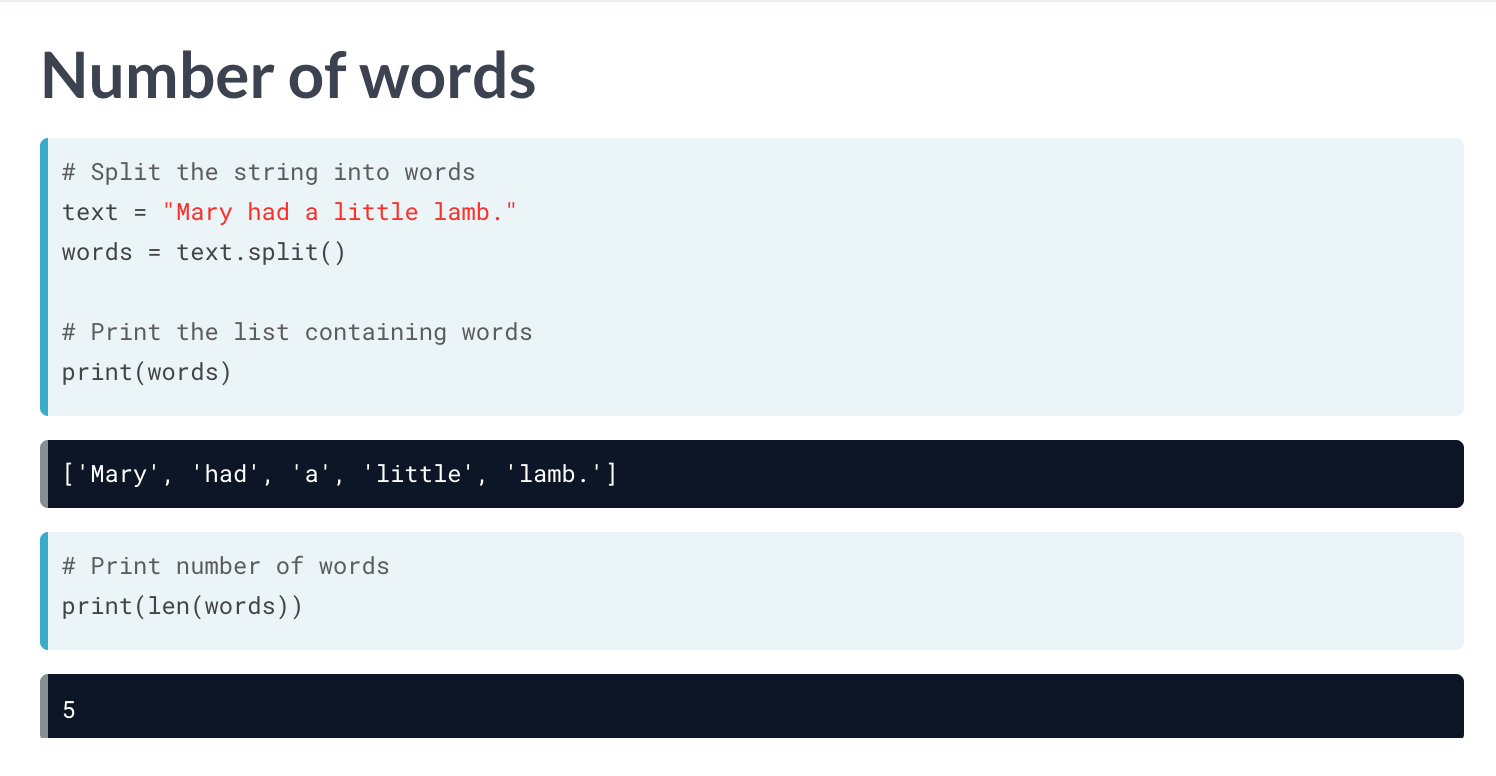 Number of words
# Split the string into words
text = "Mary had a little lamb."
words = text.split()
# Print the list containing words
print(words)
['Mary', 'had', 'a', 'little', 'lamb.']
# Print number of words
print(len(words))
5